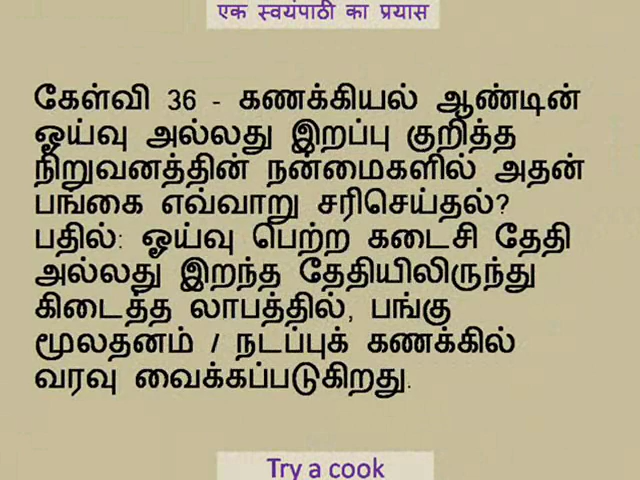 एक स्वयंपाठी का प्रयास
கேள்வி 36 - கணக்கியல் ஆண்டின்
ஓய்வு அல்லது இறப்பு குறித்த
நிறுவனத்தின் நன்மைகளில் அதன்
பங்கை எவ்வாறு சரிசெய்தல்?
பதில்: ஓய்வு பெற்ற கடைசி தேதி
அல்லது இறந்த தேதியிலிருந்து
கிடைத்த லாபத்தில், பங்கு
மூலதனம் / நடப்புக் கணக்கில்
வரவு வைக்கப்படுகிறது.
Try a cook